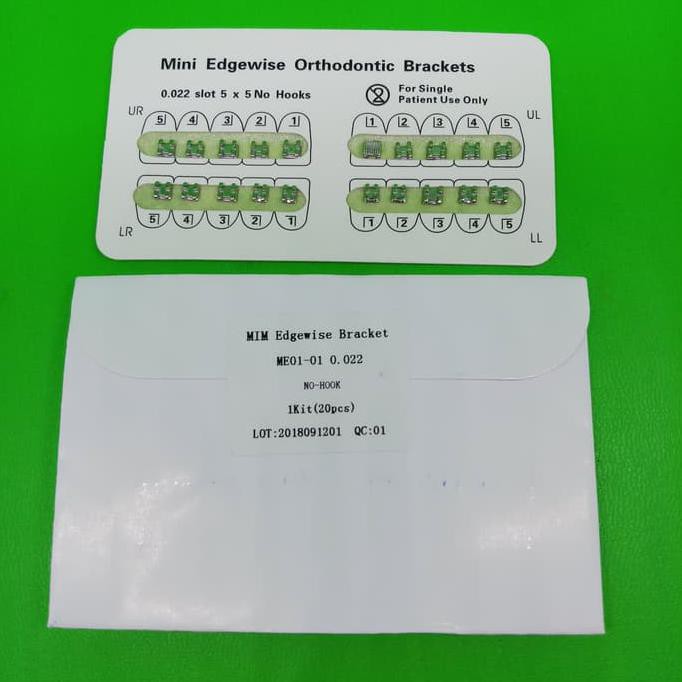 Mini Edgewise Orthodontic Brackets
0.022 slot 5 x 5 No Hooks
For Single
Patient Use Only
UR
UL
5 4 3 2 1
1 2 3 4 5
5 4 3 2 1
1 2 3 4 5
LR
LL
MIM Edgewise Bracket
ME01-01 0.022
NO-HOOK
1Kit(20pcs)
LOT:2018091201 QC:01